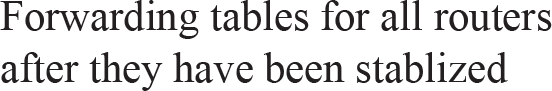 Forwarding tables for all routers
after they have been stablized